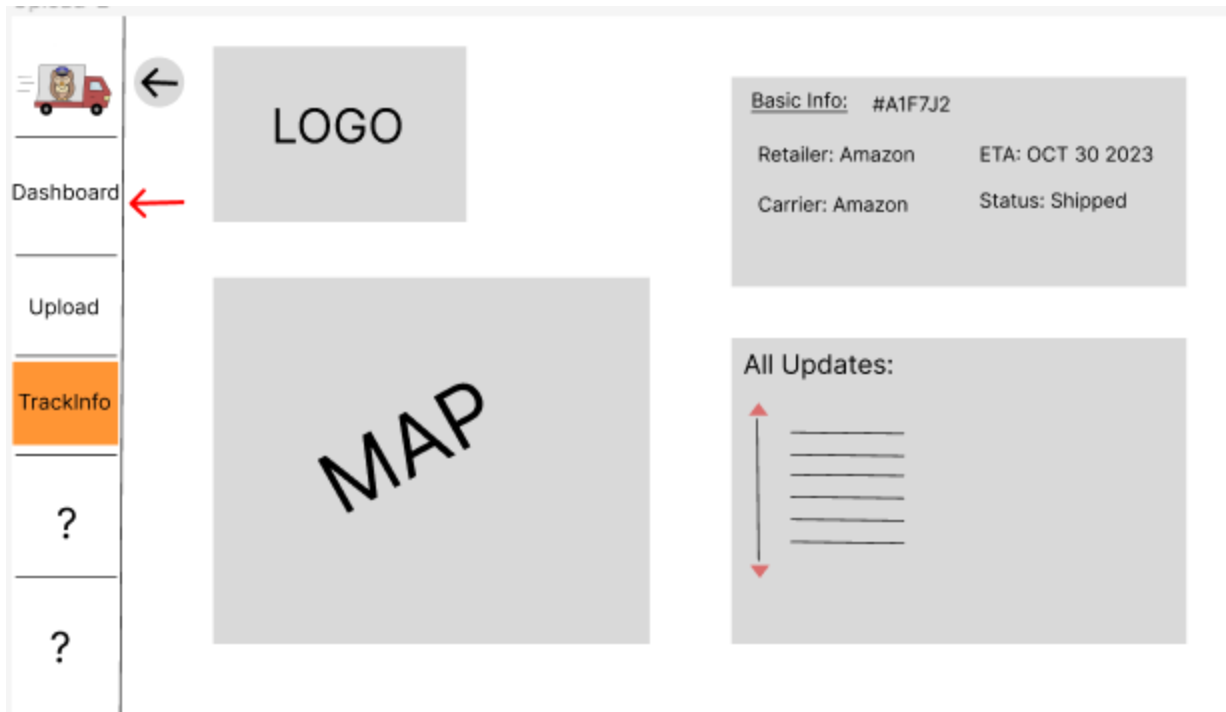 Dashboard
Upload
TrackInfo
?
?
LOGO
MAP
Basic Info: #A1F7J2
Retailer: Amazon ETA: OCT 30 2023
Carrier: Amazon Status: Shipped
All Updates: